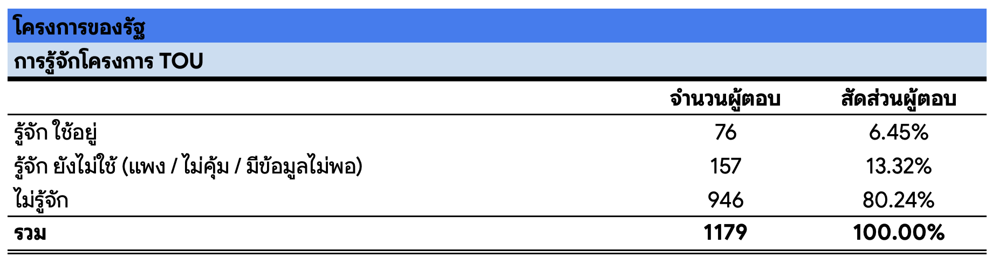 โครงการของรัฐ
การรู้จักโครงการ TOU
จำนวนผู้ตอบ สัดส่วนผู้ตอบ
รู้จัก ใช้อยู่ 76 6.45%
รู้จัก ยังไม่ใช้ (แพง / ไม่คุ้ม / มีข้อมูลไม่พอ) 157 13.32%
ไม่รู้จัก 946 80.24%
รวม 1179 100.00%